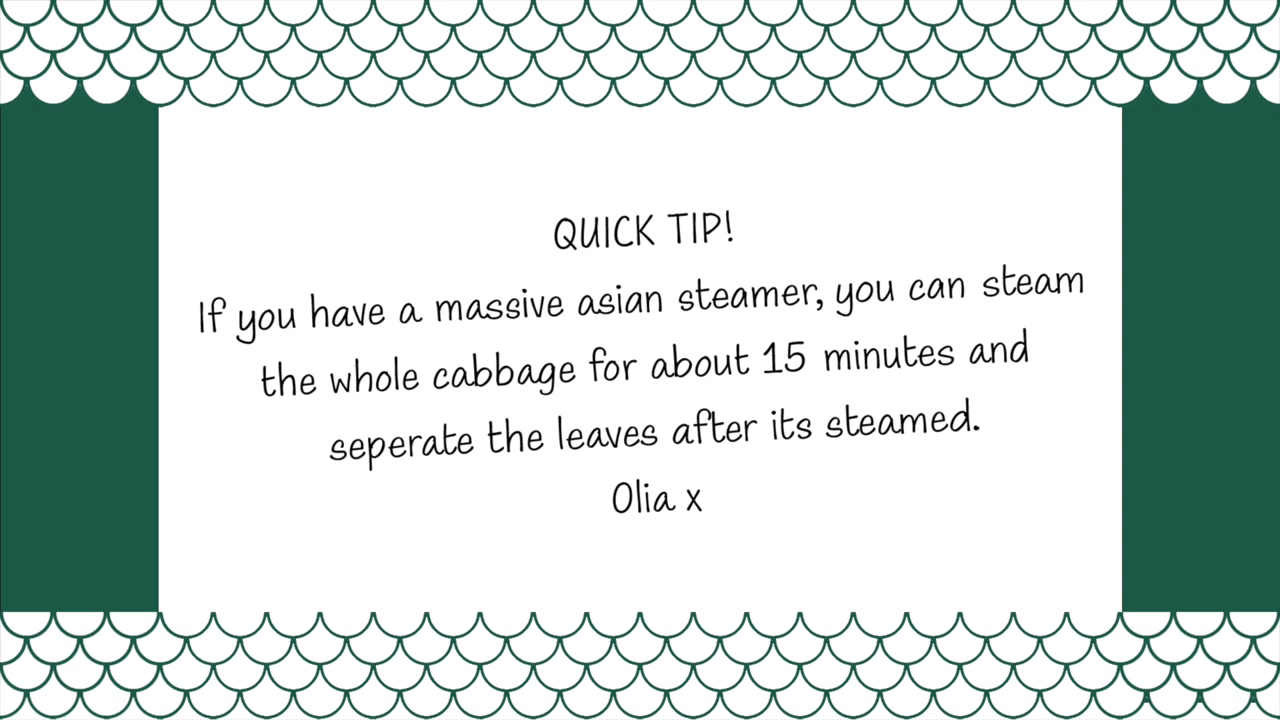 QUICK TIP!
If you have a massive asian steamer, you can steam
the whole cabbage for about 15 minutes and
seperate the leaves after its steamed.
Olia x